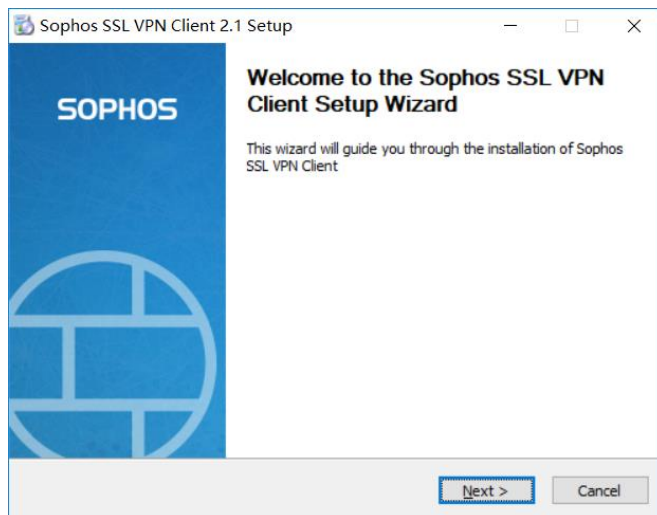 Sophos SSL VPN Client 2.1 Setup
SOPHOS
Welcome to the Sophos SSL VPN
Client Setup Wizard
This wizard will guide you through the installation of Sophos
SSL VPN Client
Next >
Cancel